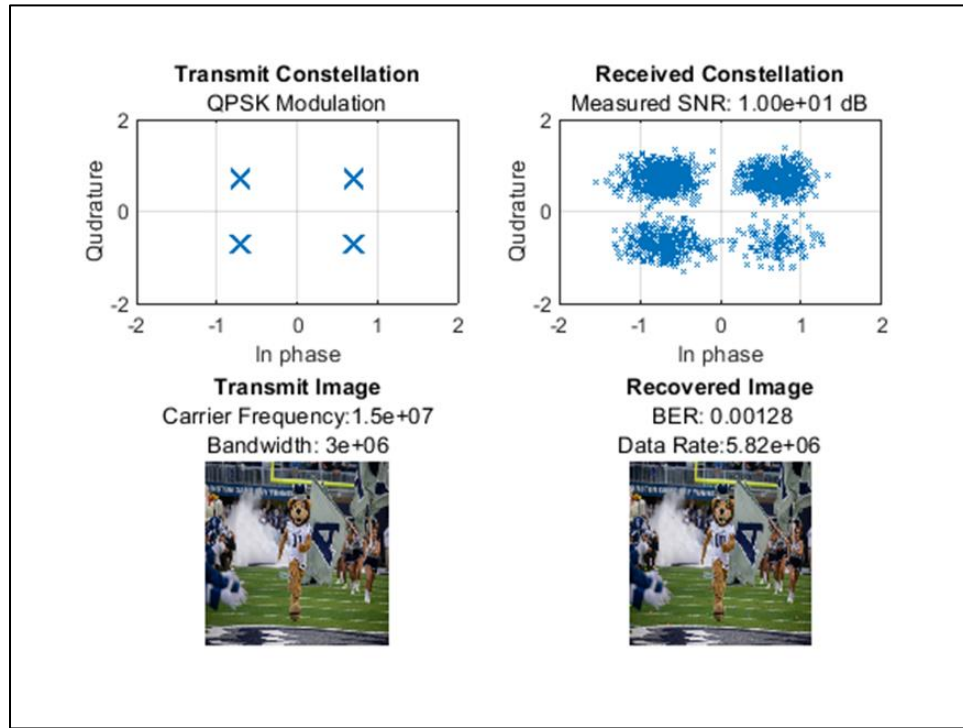 Transmit Constellation
QPSK Modulation
2
0
-2
Qudrature
-2
-1
0
1
2
In phase
Received Constellation
Measured SNR: 1.00e+01 dB
2
0
-2
Qudrature
-2
-1
0
1
2
In phase
Transmit Image
Carrier Frequency:1.5e+07
Bandwidth: 3e+06
Recovered Image
BER: 0.00128
Data Rate:5.82e+06